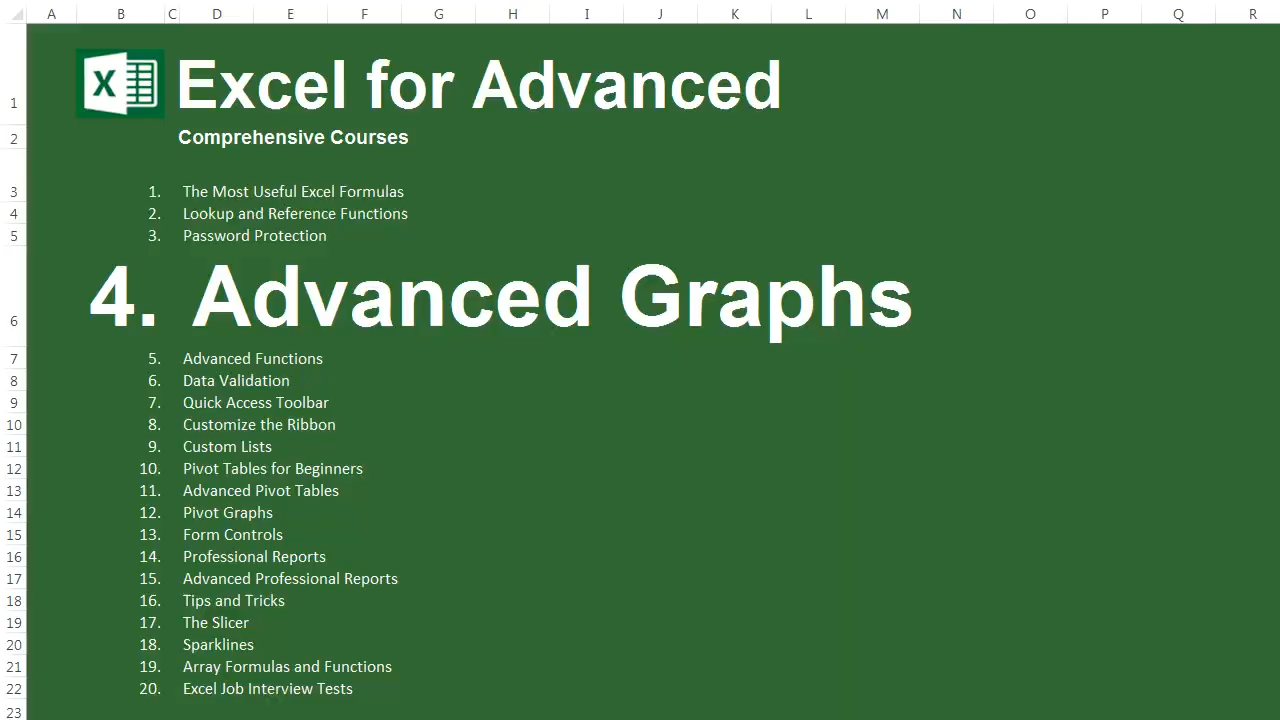 A B C D E F G H I J K L M N O P Q R
1 Excel for Advanced
2 Comprehensive Courses
3 1. The Most Useful Excel Formulas
4 2. Lookup and Reference Functions
5 3. Password Protection
6 4. Advanced Graphs
7 5. Advanced Functions
8 6. Data Validation
9 7. Quick Access Toolbar
10 8. Customize the Ribbon
11 9. Custom Lists
12 10. Pivot Tables for Beginners
13 11. Advanced Pivot Tables
14 12. Pivot Graphs
15 13. Form Controls
16 14. Professional Reports
17 15. Advanced Professional Reports
18 16. Tips and Tricks
19 17. The Slicer
20 18. Sparklines
21 19. Array Formulas and Functions
22 20. Excel Job Interview Tests
23